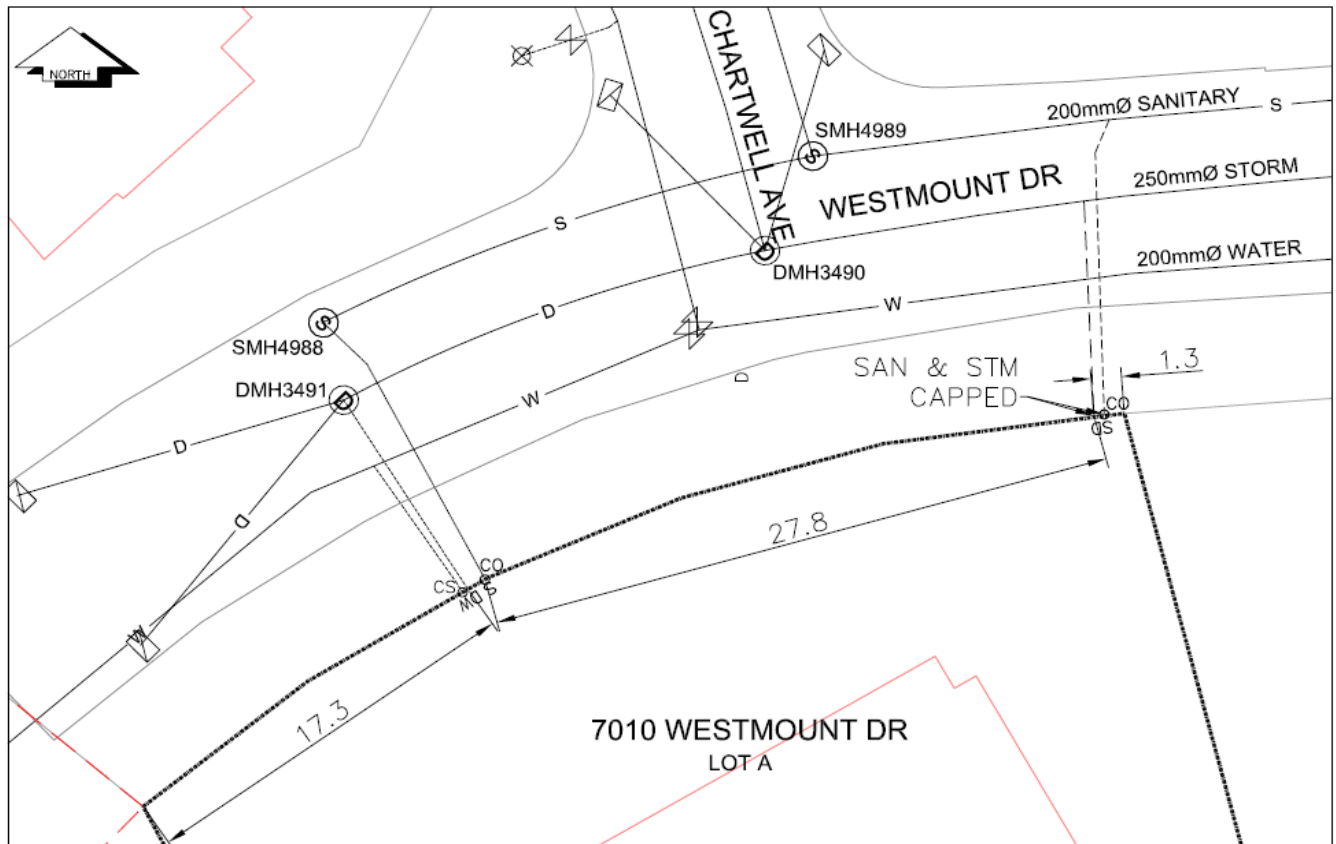 NORTH
CHARTWELL AVE
200mmØ SANITARY
S
SMH4989
S
WESTMOUNT DR
250mmØ STORM
S
D
DMH3490
200mmØ WATER
W
S
SMH4988
D
DMH3491
D
W
D
SAN & STM
CAPPED
1.3
CO
CS
D
D
27.8
CO
CS
S
DW
W
17.3
7010 WESTMOUNT DR
LOT A